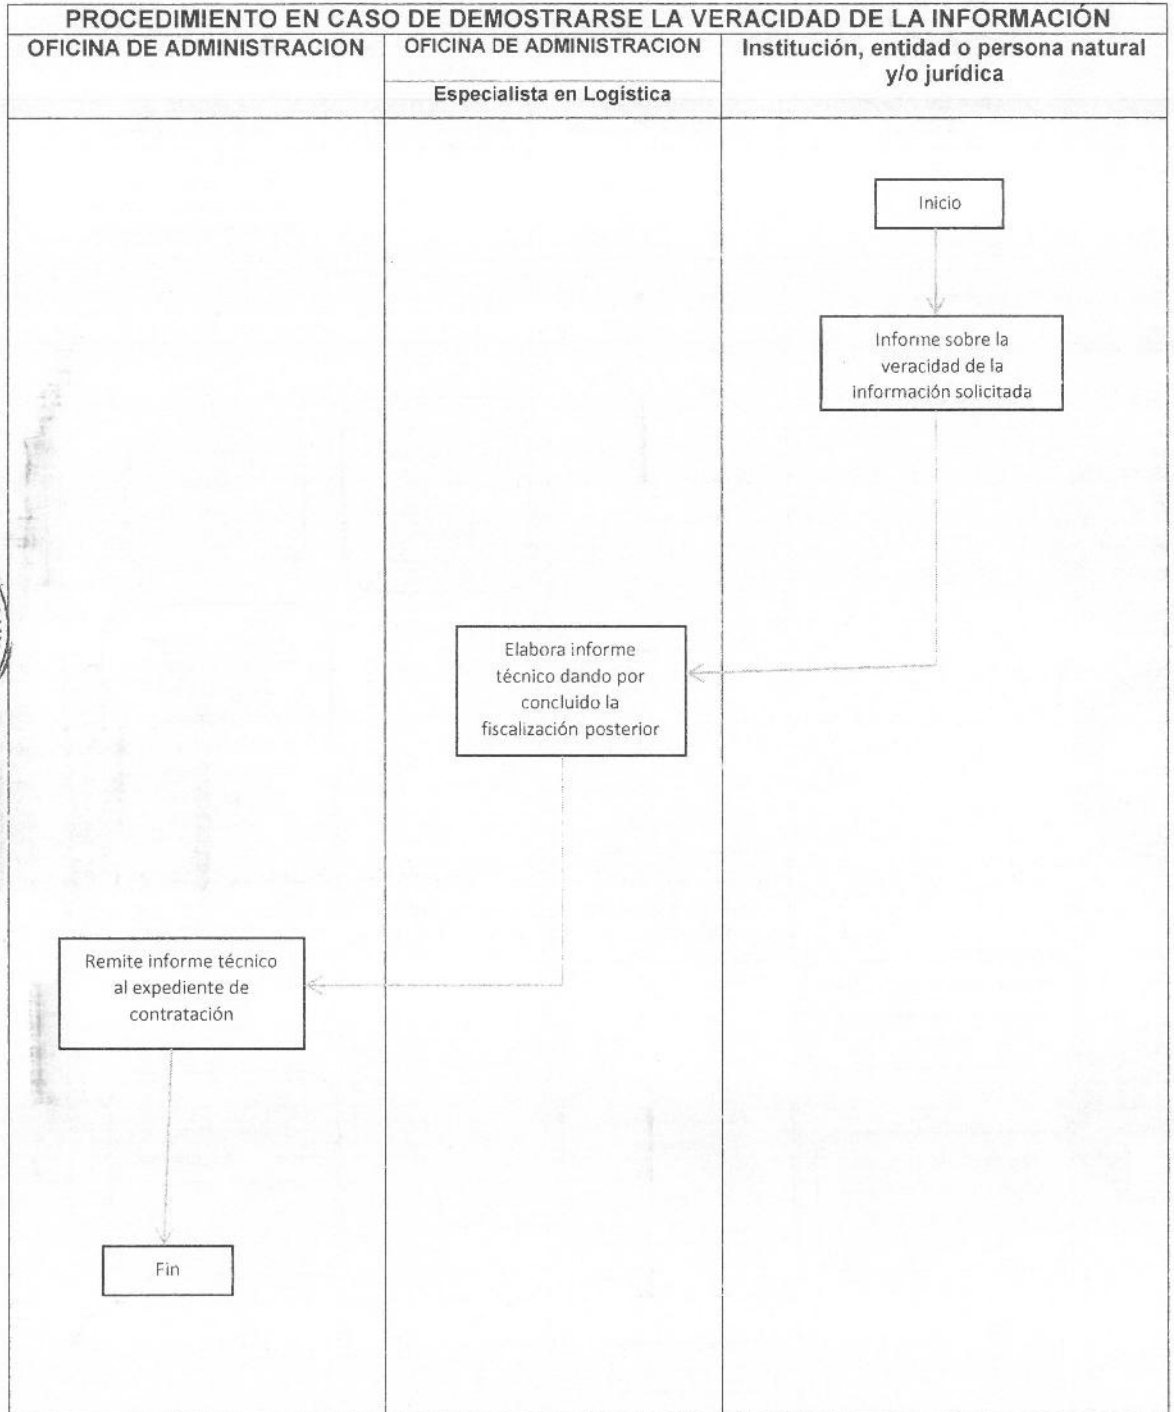 PROCEDIMIENTO EN CASO DE DEMOSTRARSE LA VERACIDAD DE LA INFORMACIÓN
OFICINA DE ADMINISTRACION
OFICINA DE ADMINISTRACION
Especialista en Logística
Institución, entidad o persona natural
y/o jurídica
Inicio
Informe sobre la
veracidad de la
información solicitada
Elabora informe
técnico dando por
concluido la
fiscalización posterior
Remite informe técnico
al expediente de
contratación
Fin